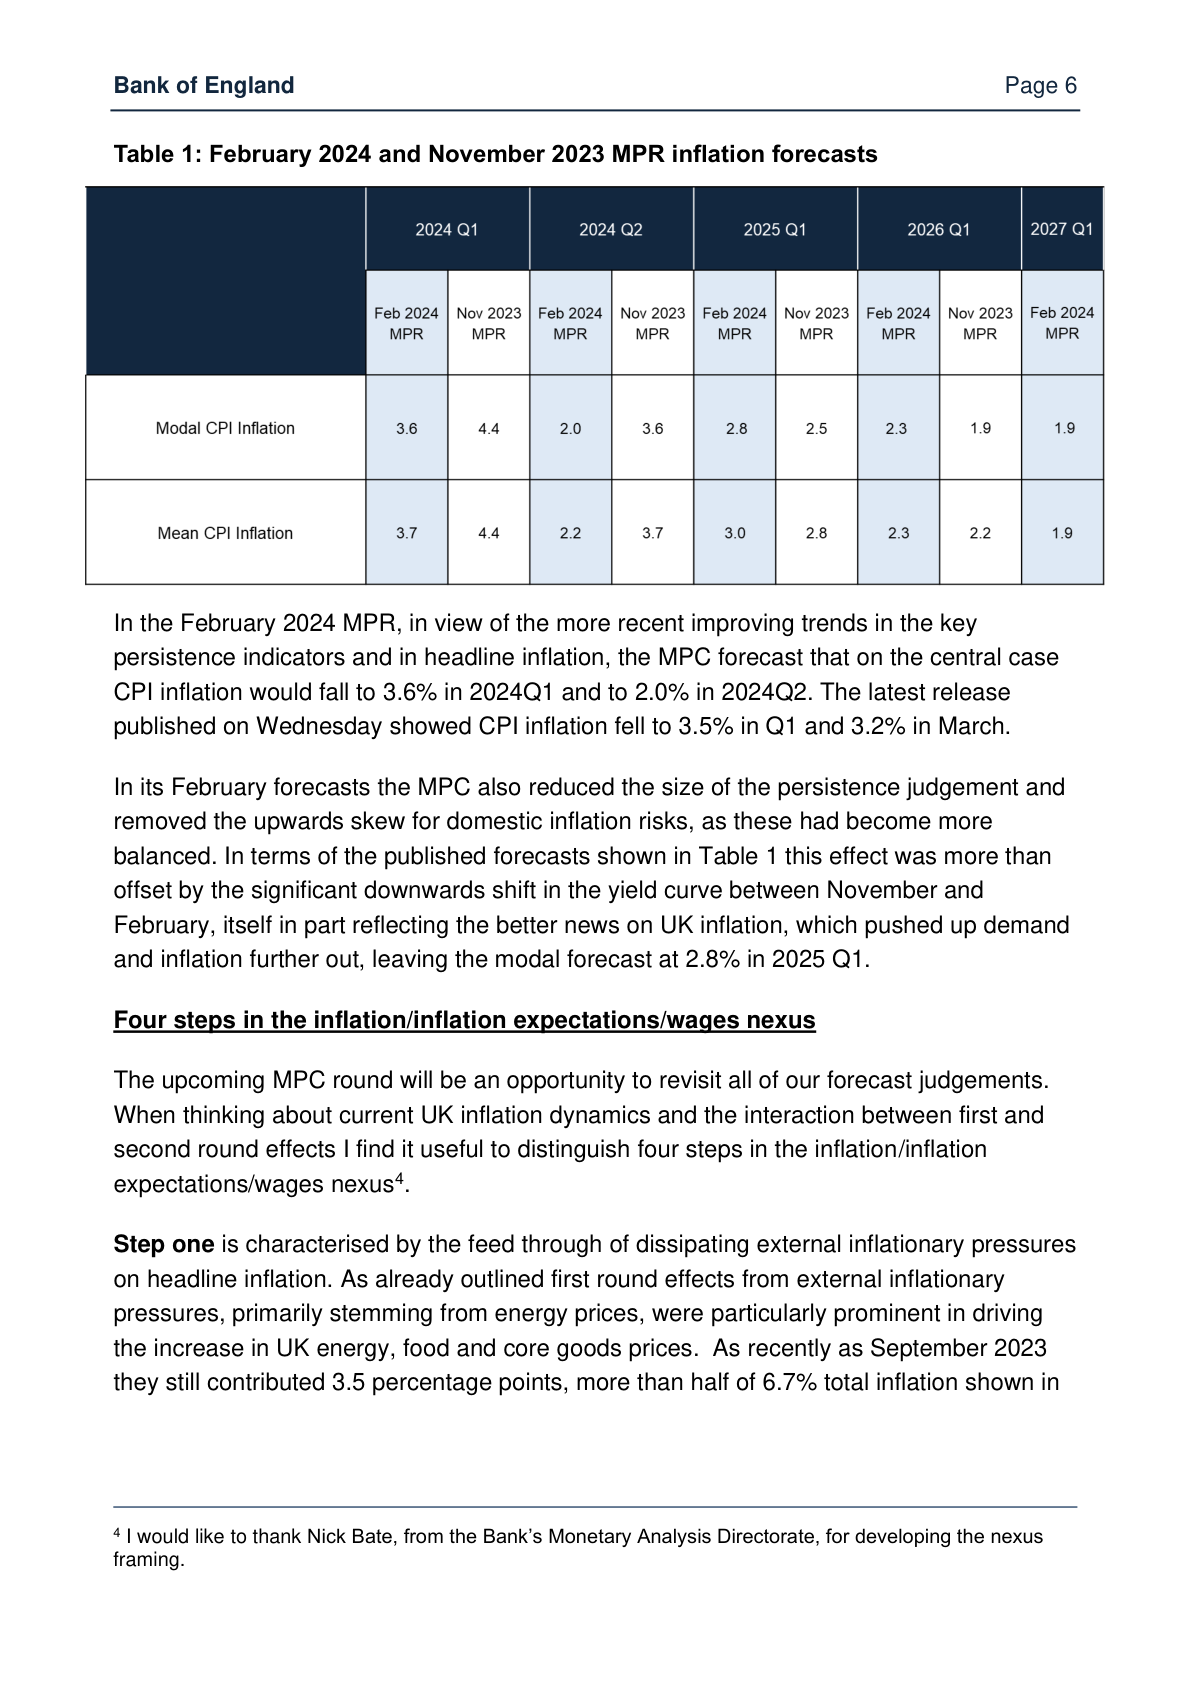 Bank of England Page 6
Table 1: February 2024 and November 2023 MPR inflation forecasts
2024 Q1 2024 Q2 2025 Q1 2026 Q1 2027 Q1
Feb 2024 MPR Nov 2023 MPR Feb 2024 MPR Nov 2023 MPR Feb 2024 MPR Nov 2023 MPR Feb 2024 MPR Nov 2023 MPR Feb 2024 MPR
Modal CPI Inflation 3.6 4.4 2.0 3.6 2.8 2.5 2.3 1.9 1.9
Mean CPI Inflation 3.7 4.4 2.2 3.7 3.0 2.8 2.3 2.2 1.9
In the February 2024 MPR, in view of the more recent improving trends in the key
persistence indicators and in headline inflation, the MPC forecast that on the central case
CPI inflation would fall to 3.6% in 2024Q1 and to 2.0% in 2024Q2. The latest release
published on Wednesday showed CPI inflation fell to 3.5% in Q1 and 3.2% in March.
In its February forecasts the MPC also reduced the size of the persistence judgement and
removed the upwards skew for domestic inflation risks, as these had become more
balanced. In terms of the published forecasts shown in Table 1 this effect was more than
offset by the significant downwards shift in the yield curve between November and
February, itself in part reflecting the better news on UK inflation, which pushed up demand
and inflation further out, leaving the modal forecast at 2.8% in 2025 Q1.
Four steps in the inflation/inflation expectations/wages nexus
The upcoming MPC round will be an opportunity to revisit all of our forecast judgements.
When thinking about current UK inflation dynamics and the interaction between first and
second round effects I find it useful to distinguish four steps in the inflation/inflation
expectations/wages nexus⁴.
Step one is characterised by the feed through of dissipating external inflationary pressures
on headline inflation. As already outlined first round effects from external inflationary
pressures, primarily stemming from energy prices, were particularly prominent in driving
the increase in UK energy, food and core goods prices.  As recently as September 2023
they still contributed 3.5 percentage points, more than half of 6.7% total inflation shown in
⁴ I would like to thank Nick Bate, from the Bank’s Monetary Analysis Directorate, for developing the nexus
framing.